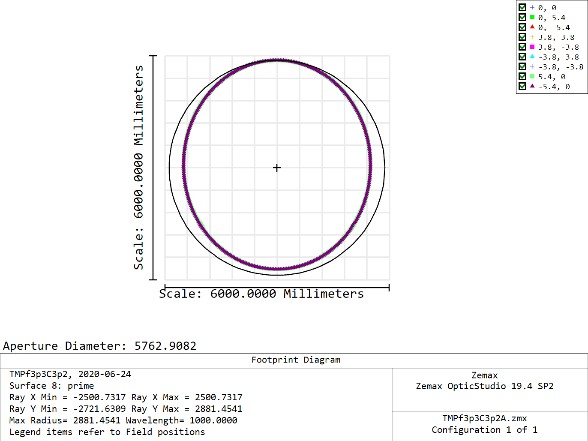 + 0, 0
0, 5.4
0, -5.4
3.8, 3.8
3.8, -3.8
-3.8, 3.8
-3.8, -3.8
5.4, 0
-5.4, 0
Scale: 6000.0000 Millimeters
Scale: 6000.0000 Millimeters
Aperture Diameter: 5762.9082
Footprint Diagram
TMPf3p3C3p2, 2020-06-24
Surface 8: prime
Ray X Min = -2500.7317 Ray X Max = 2500.7317
Ray Y Min = -2721.6309 Ray Y Max = 2881.4541
Max Radius= 2881.4541 Wavelength= 1000.0000
Legend items refer to Field positions
Zemax
Zemax OpticStudio 19.4 SP2
TMPf3p3C3p2A.zmx
Configuration 1 of 1